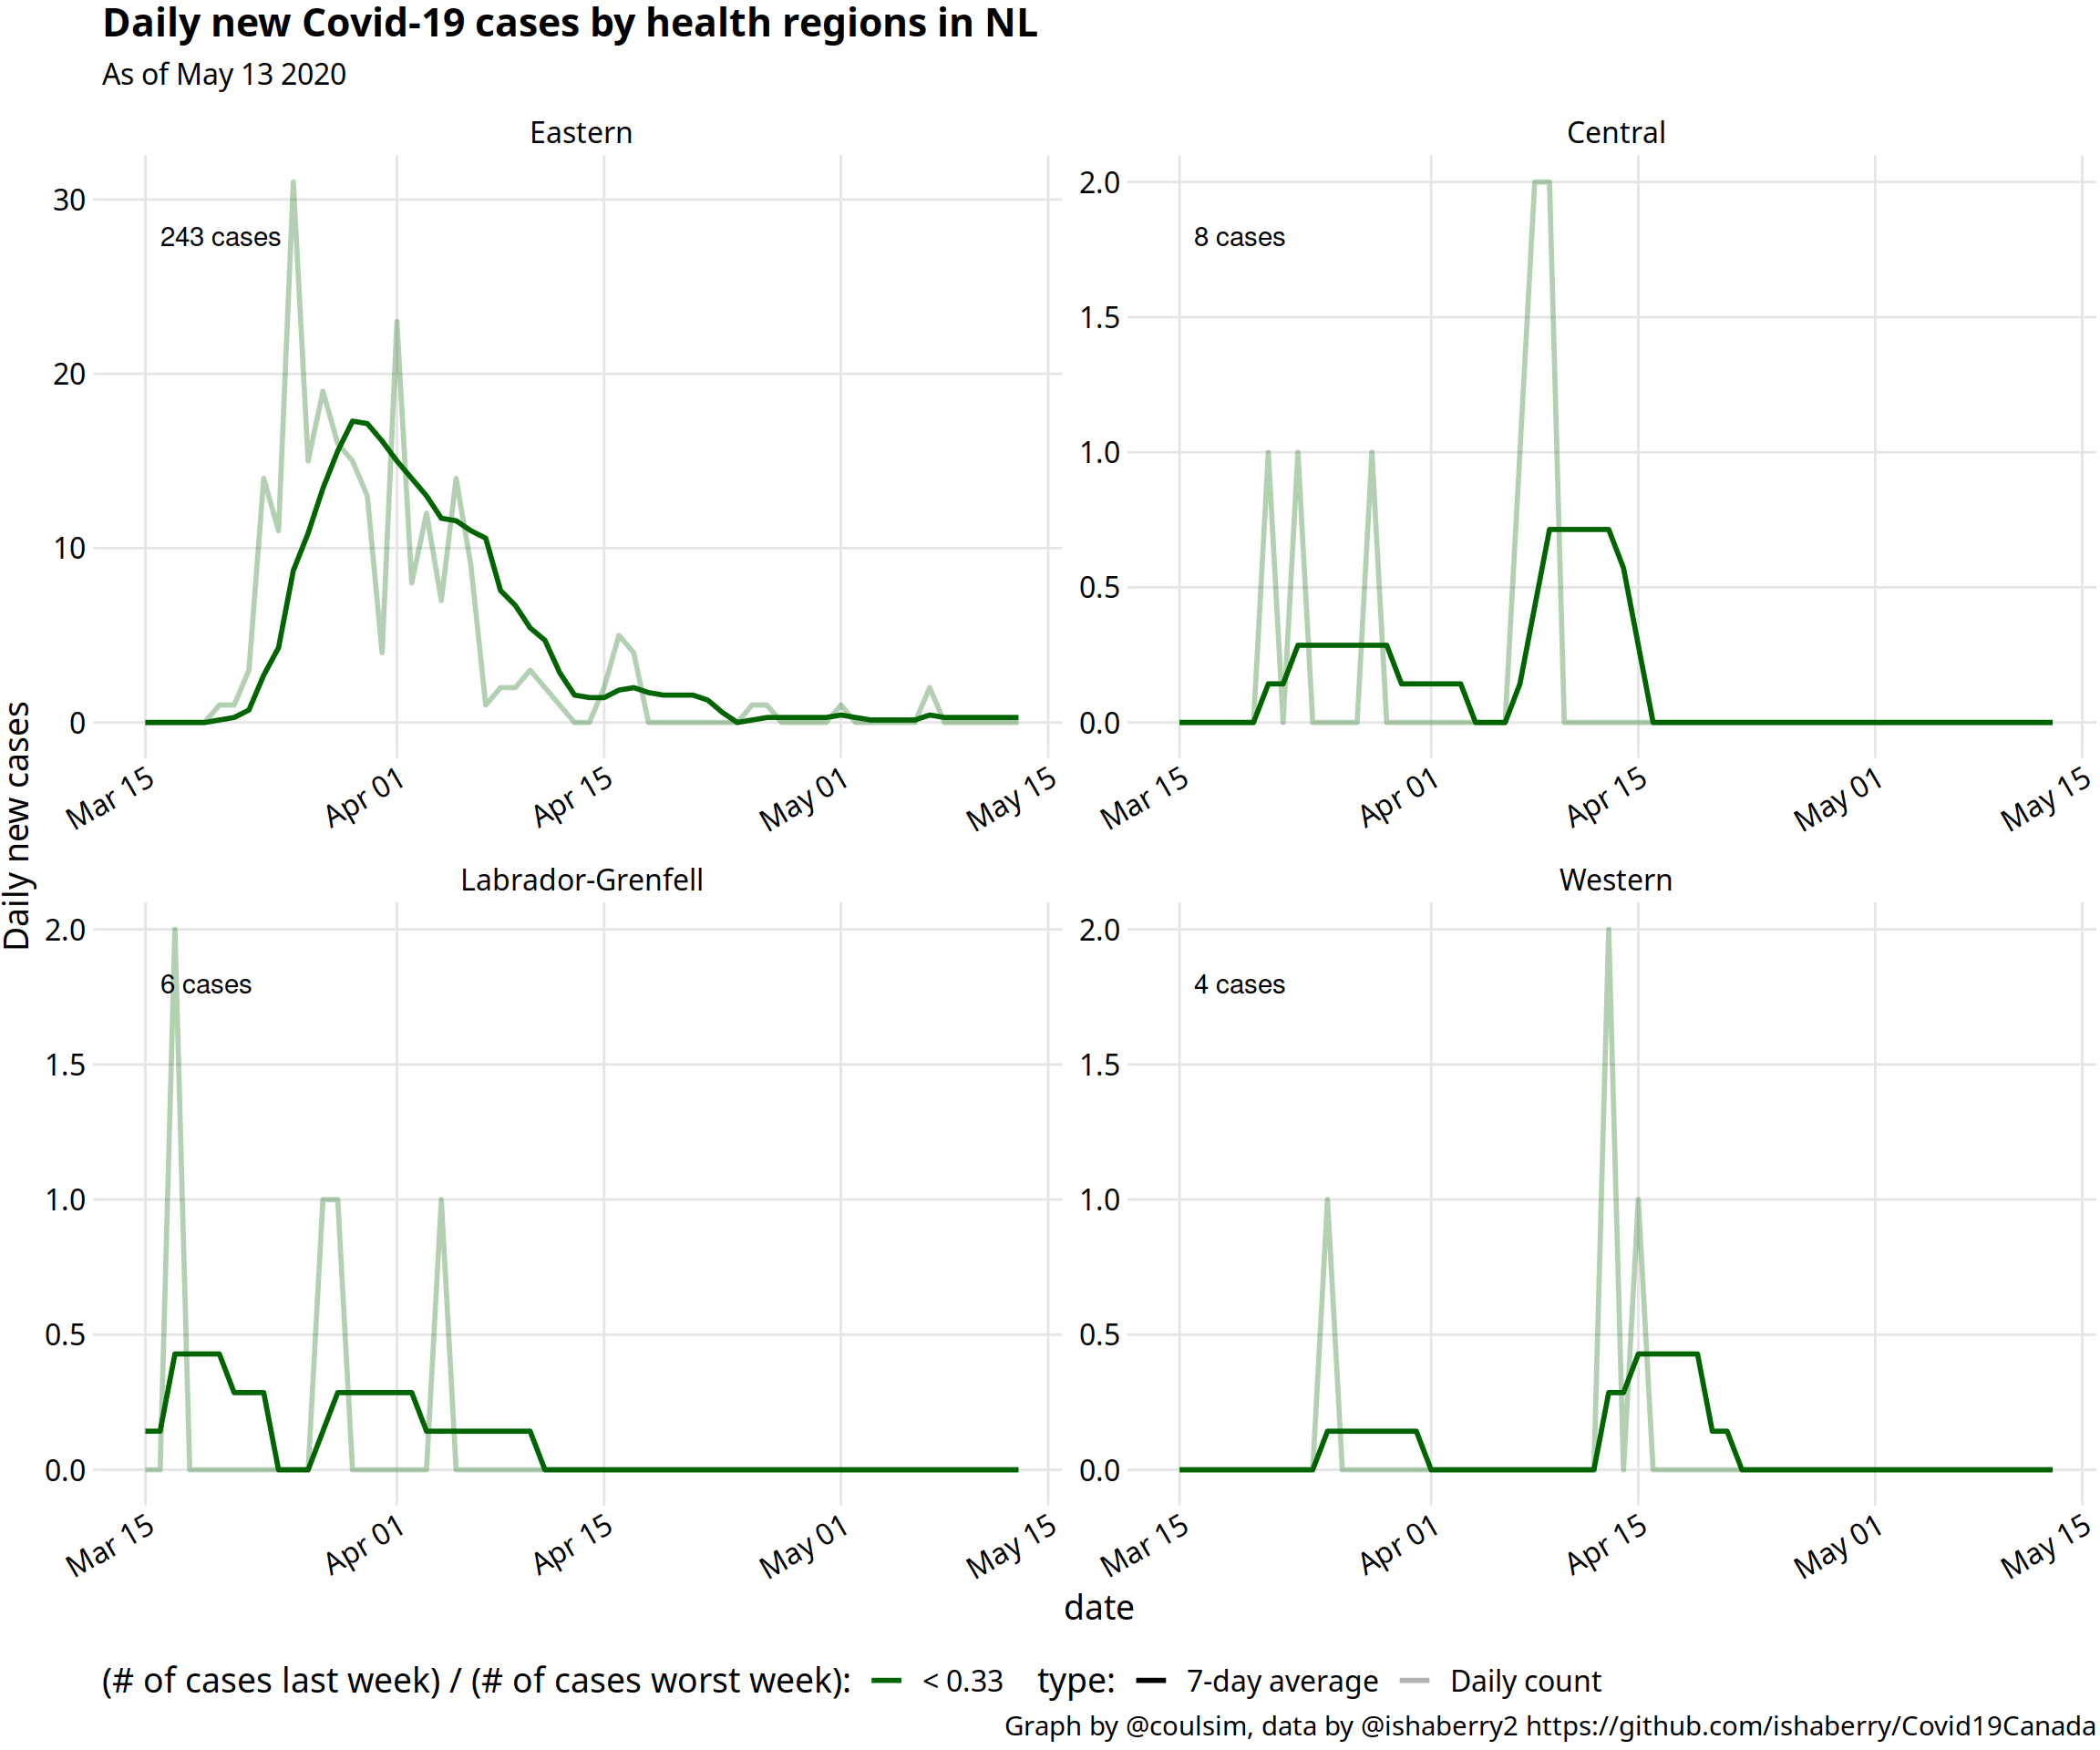 Daily new Covid-19 cases by health regions in NL
As of May 13 2020
Daily new cases
Eastern
30
20
10
0
243 cases
Mar 15
Apr 01
Apr 15
May 01
May 15
Central
2.0
1.5
1.0
0.5
0.0
8 cases
Mar 15
Apr 01
Apr 15
May 01
May 15
Labrador-Grenfell
2.0
1.5
1.0
0.5
0.0
6 cases
Mar 15
Apr 01
Apr 15
May 01
May 15
Western
2.0
1.5
1.0
0.5
0.0
4 cases
Mar 15
Apr 01
Apr 15
May 01
May 15
date
(# of cases last week) / (# of cases worst week): < 0.33 type: 7-day average Daily count
Graph by @coulsim, data by @ishaberry2 https://github.com/ishaberry/Covid19Canada